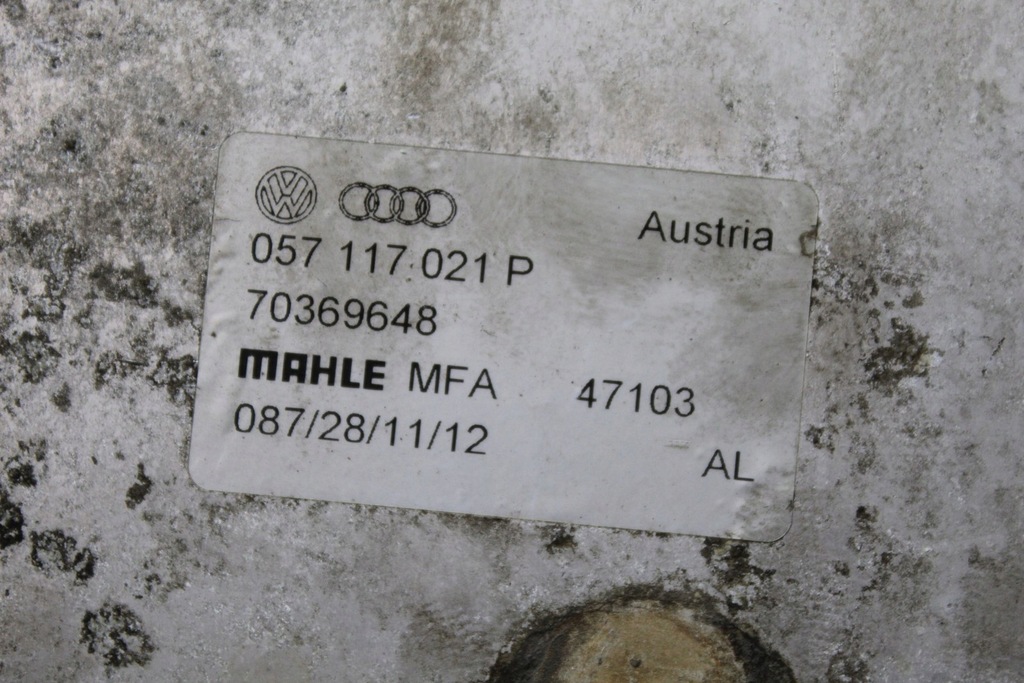 Austria
057 117 021 P
70369648
MAHLE MFA 47103
087/28/11/12
AL